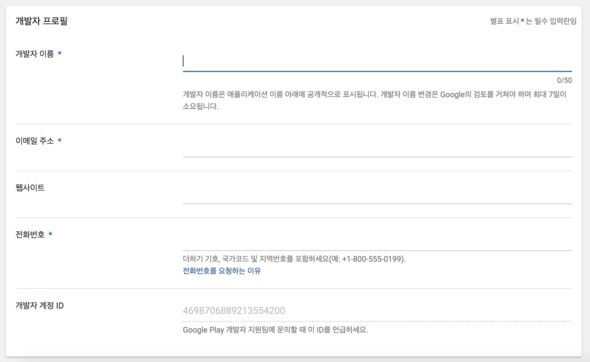 개발자 프로필
별표 표시 * 는 필수 입력란임
개발자 이름 *
0/50
개발자 이름은 애플리케이션 이름 아래에 공개적으로 표시됩니다. 개발자 이름 변경은 Google의 검토를 거쳐야 하며 최대 7일이
소요됩니다.
이메일 주소 *
웹사이트
전화번호 *
더하기 기호, 국가코드 및 지역번호를 포함하세요(예: +1-800-555-0199).
전화번호를 요청하는 이유
개발자 계정 ID
4698706889213554200
Google Play 개발자 지원팀에 문의할 때 이 ID를 언급하세요.